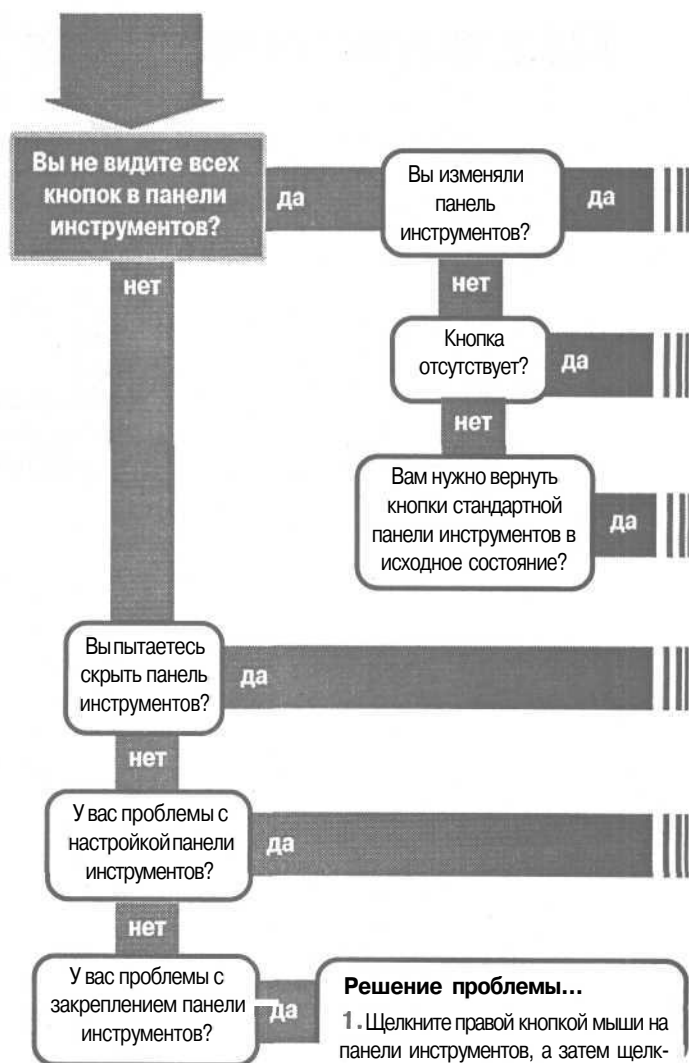 Вы не видите всех
кнопок в панели
инструментов?
да
Вы изменяли
панель
инструментов?
да
нет
нет
Кнопка
отсутствует?
да
нет
Вам нужно вернуть
кнопки стандартной
панели инструментов в
исходное состояние?
да
Вы пытаетесь
скрыть панель
инструментов?
да
нет
У вас проблемы с
настройкой панели
инструментов?
да
нет
У вас проблемы с
закреплением панели
инструментов?
да
Решение проблемы...
1. Щелкните правой кнопкой мыши на
панели инструментов, а затем щелк-